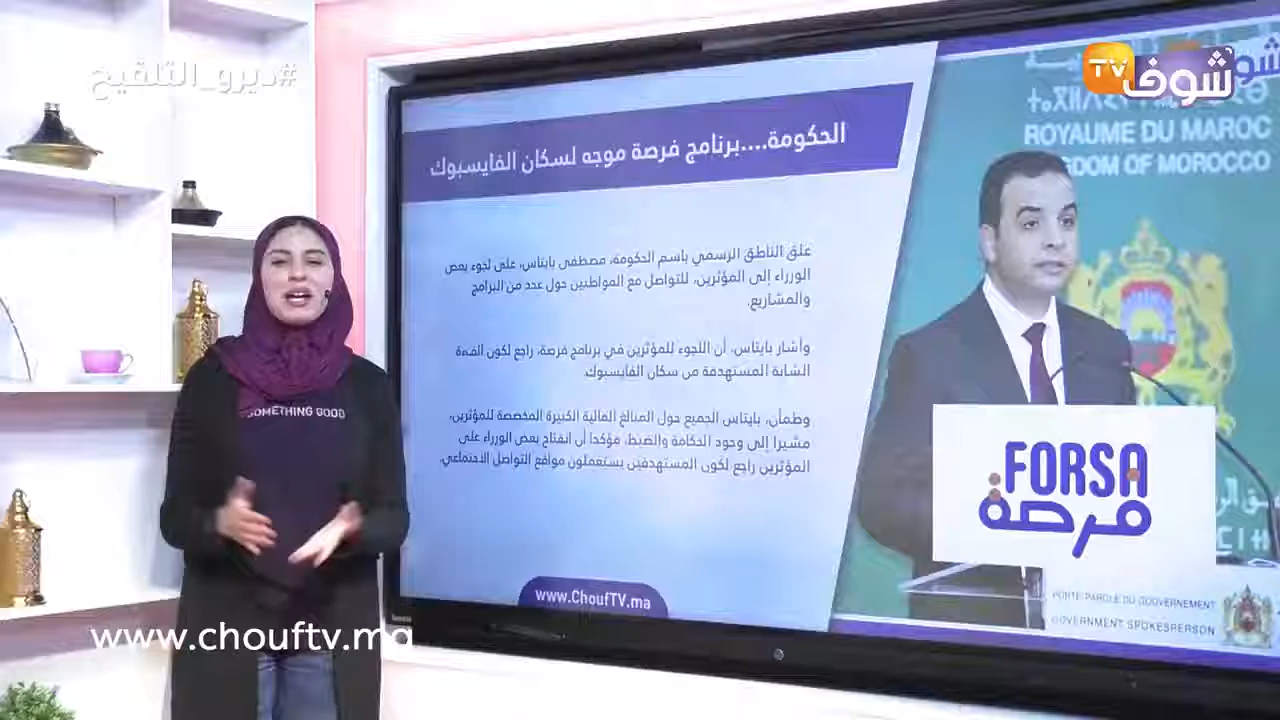 #ديرو_التلقيح
شوف TV
ROYAUME DU MAROC
KINGDOM OF MOROCCO
الحكومة....برنامج فرصة موجه لسكان الفايسبوك
علق الناطق الرسمي باسم الحكومة، مصطفى بايتاس، على لجوء بعض
الوزراء إلى المؤثرين، للتواصل مع المواطنين حول عدد من البرامج
والمشاريع.
وأشار بايتاس، أن اللجوء للمؤثرين في برنامج فرصة، راجع لكون الفئة
الشابة المستهدفة من سكان الفايسبوك.
وطمأن، بايتاس الجميع حول المبالغ المالية الكبيرة المخصصة للمؤثرين،
مشيرا إلى وجود الحكامة والضبط، مؤكدا أن انفتاح بعض الوزراء على
المؤثرين راجع لكون المستهدفين يستعملون مواقع التواصل الاجتماعي.
SOMETHING GOOD
FORSA
فرصة
www.ChoufTV.ma
PORTE-PAROLE DU GOUVERNEMENT
GOVERNMENT SPOKESPERSON
www.chouftv.ma